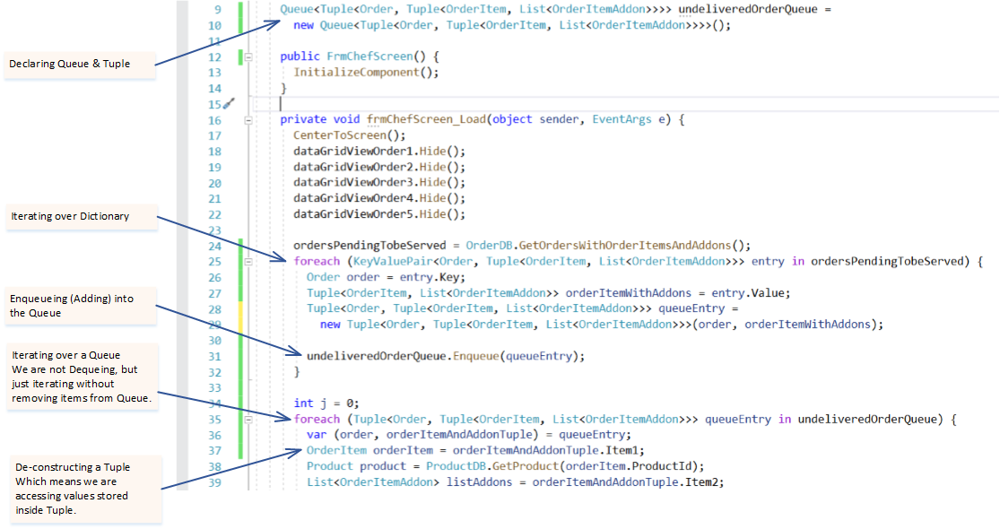 9 Queue<Tuple<Order, Tuple<OrderItem, List<OrderItemAddon>>>> undeliveredOrderQueue =
10 new Queue<Tuple<Order, Tuple<OrderItem, List<OrderItemAddon>>>>();
11
Declaring Queue & Tuple
12 public FrmChefScreen() {
13 InitializeComponent();
14 }
15
16 private void frmChefScreen_Load(object sender, EventArgs e) {
17 CenterToScreen();
18 dataGridViewOrder1.Hide();
19 dataGridViewOrder2.Hide();
20 dataGridViewOrder3.Hide();
21 dataGridViewOrder4.Hide();
22 dataGridViewOrder5.Hide();
23
Iterating over Dictionary
24 ordersPendingTobeServed = OrderDB.GetOrdersWithOrderItemsAndAddons();
25 foreach (KeyValuePair<Order, Tuple<OrderItem, List<OrderItemAddon>>> entry in ordersPendingTobeServed) {
26 Order order = entry.Key;
27 Tuple<OrderItem, List<OrderItemAddon>> orderItemWithAddons = entry.Value;
28 Tuple<Order, Tuple<OrderItem, List<OrderItemAddon>>> queueEntry =
29 new Tuple<Order, Tuple<OrderItem, List<OrderItemAddon>>>(order, orderItemWithAddons);
30
Enqueueing (Adding) into
the Queue
31 undeliveredOrderQueue.Enqueue(queueEntry);
32 }
33
Iterating over a Queue
We are not Dequeing, but
just iterating without
removing items from Queue.
34 int j = 0;
35 foreach (Tuple<Order, Tuple<OrderItem, List<OrderItemAddon>>> queueEntry in undeliveredOrderQueue) {
36 var (order, orderItemAndAddonTuple) = queueEntry;
37 OrderItem orderItem = orderItemAndAddonTuple.Item1;
38 Product product = ProductDB.GetProduct(orderItem.ProductId);
39 List<OrderItemAddon> listAddons = orderItemAndAddonTuple.Item2;
De-constructing a Tuple
Which means we are
accessing values stored
inside Tuple.